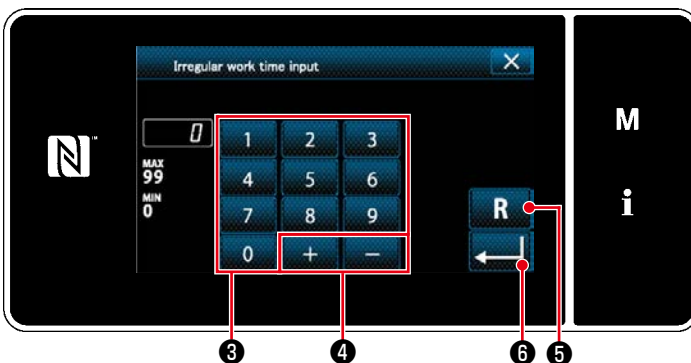 Irregular work time input
0
MAX
99
MIN
0
1 2 3
4 5 6
7 8 9
0 + −
R
M
i
N
™
❸ ❹ ❻ ❺